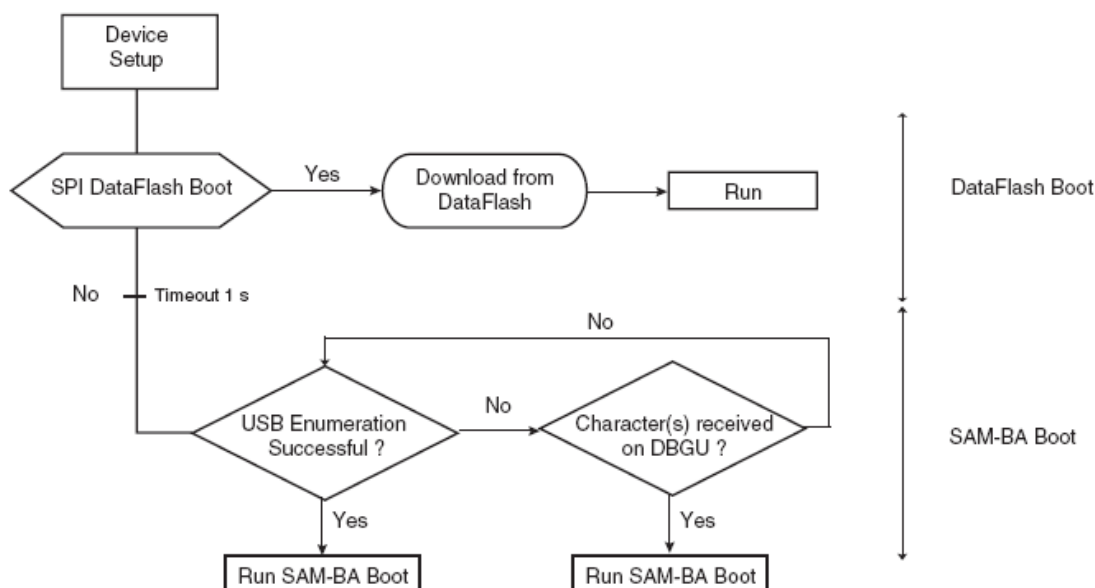 Device
Setup
SPI DataFlash Boot
Yes
Download from
DataFlash
Run
DataFlash Boot
No
Timeout 1 s
No
USB Enumeration
Successful ?
No
Character(s) received
on DBGU ?
SAM-BA Boot
Yes
Yes
Run SAM-BA Boot
Run SAM-BA Boot